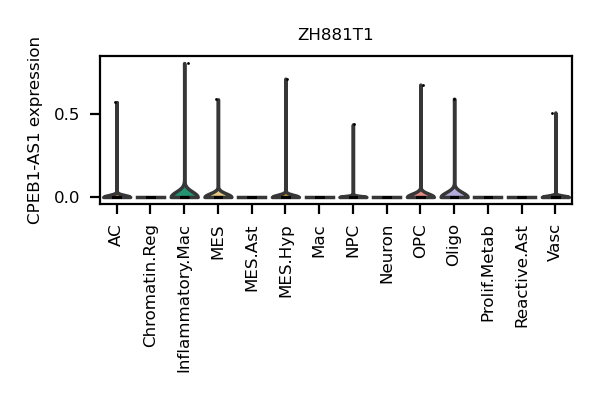 ZH881T1
CPEB1-AS1 expression
0.5
0.0
AC
Chromatin.Reg
Inflammatory.Mac
MES
MES.Ast
MES.Hyp
Mac
NPC
Neuron
OPC
Oligo
Prolif.Metab
Reactive.Ast
Vasc